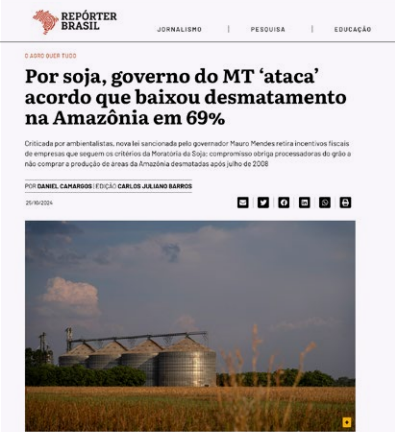 REPÓRTER
BRASIL
JORNALISMO | PESQUISA | EDUCAÇÃO
O AGRO QUER TUDO
Por soja, governo do MT ‘ataca’
acordo que baixou desmatamento
na Amazônia em 69%
Criticada por ambientalistas, nova lei sancionada pelo governador Mauro Mendes retira incentivos fiscais
de empresas que seguem os critérios da Moratória da Soja; compromisso obriga processadoras do grão a
não comprar a produção de áreas da Amazônia desmatadas após julho de 2008
POR DANIEL CAMARGOS | EDIÇÃO CARLOS JULIANO BARROS
25/10/2024